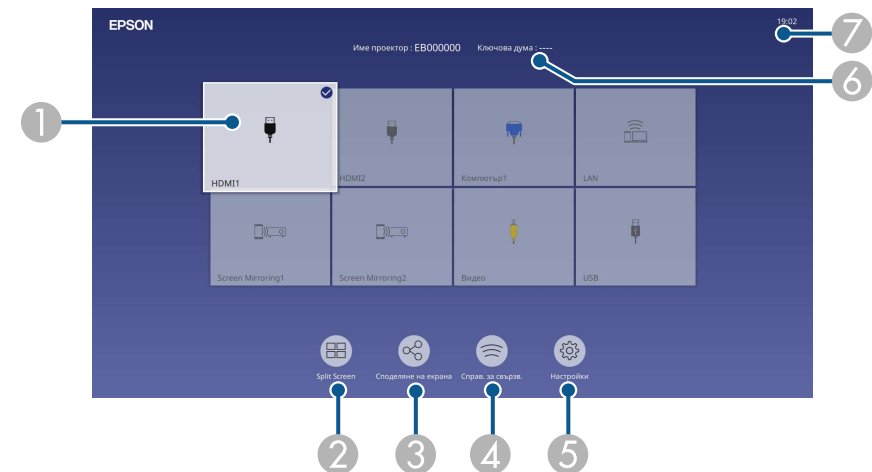 EPSON
19:02
Име проектор : EB000000 Ключова дума : ----
7
6
1
HDMI1
HDMI2
Компютър1
LAN
Screen Mirroring1
Screen Mirroring2
Видео
USB
Split Screen
Споделяне на екрана
Справ. за свързв.
Настройки
2
3
4
5